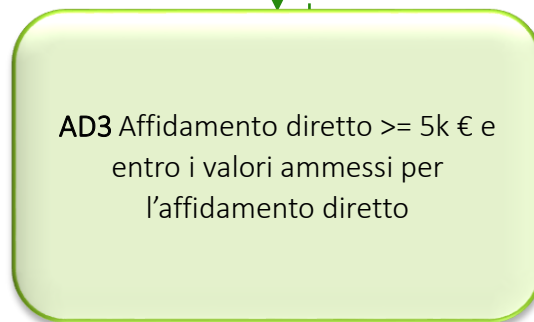 AD3 Affidamento diretto >= 5k € e
entro i valori ammessi per
l’affidamento diretto